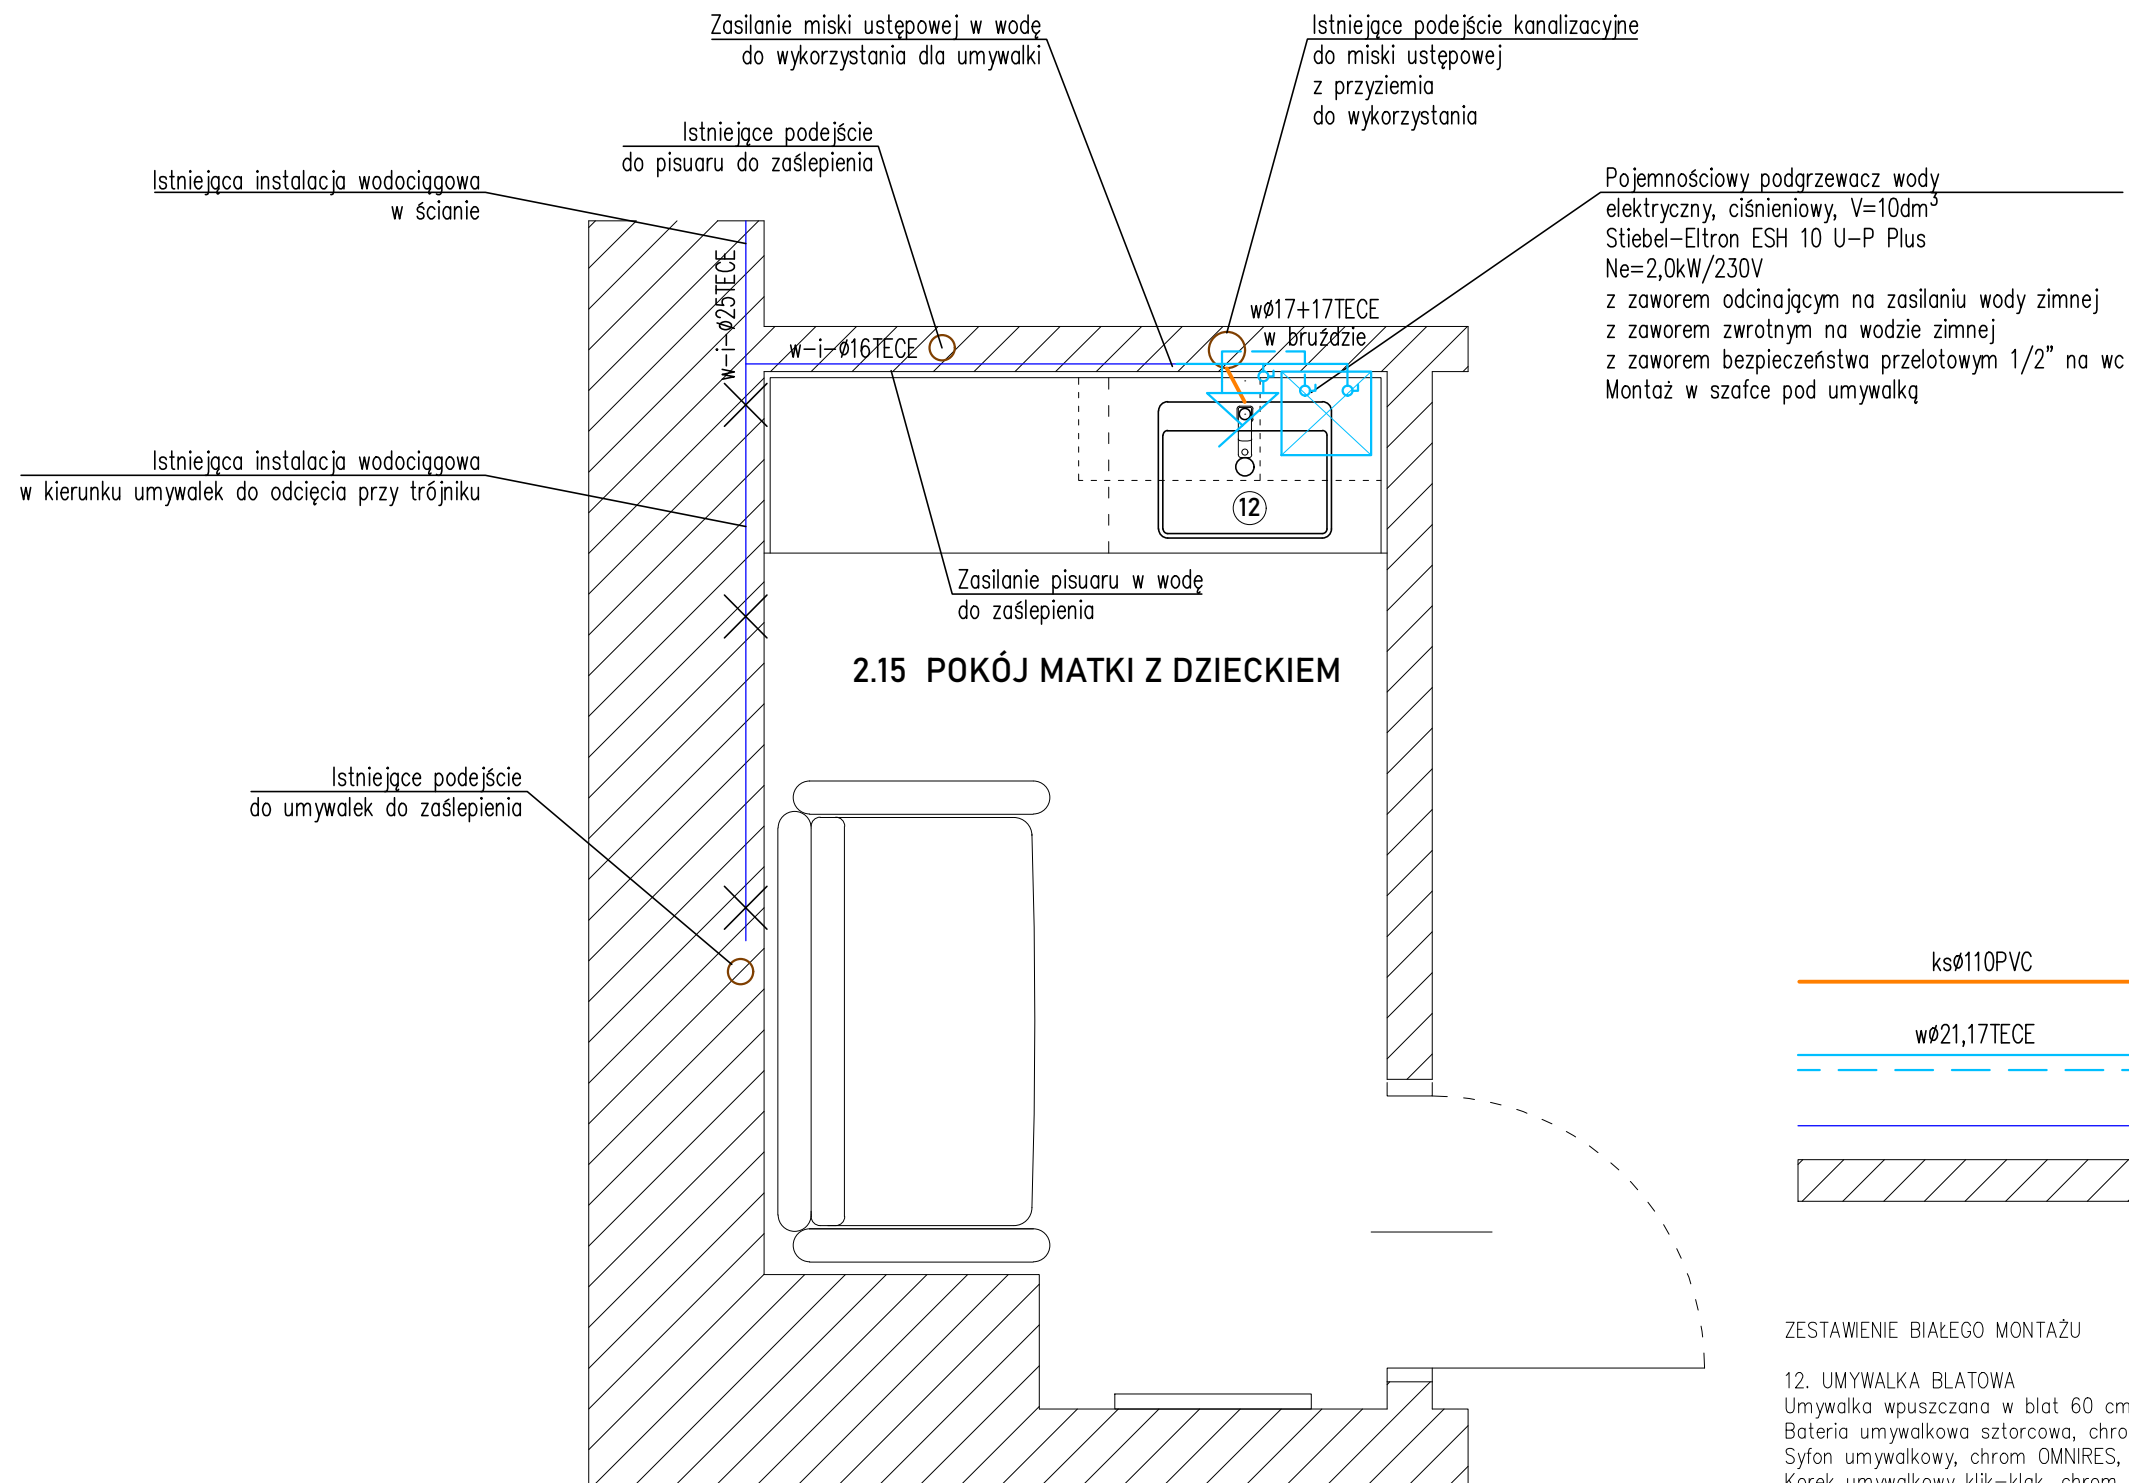 Zasilanie miski ustępowej w wodę
do wykorzystania dla umywalki
Istniejące podejście kanalizacyjne
do miski ustępowej
z przyziemia
do wykorzystania
Istniejące podejście
do pisuaru do zaślepienia
Istniejąca instalacja wodociągowa
w ścianie
Pojemnościowy podgrzewacz wody
elektryczny, ciśnieniowy, V=10dm³
Stiebel-Eltron ESH 10 U-P Plus
Ne=2,0kW/230V
z zaworem odcinającym na zasilaniu wody zimnej
z zaworem zwrotnym na wodzie zimnej
z zaworem bezpieczeństwa przelotowym 1/2" na wc
Montaż w szafce pod umywalką
w-i-ø25TECE
w-i-ø16TECE
wø17+17TECE
w bruździe
Istniejąca instalacja wodociągowa
w kierunku umywalek do odcięcia przy trójniku
12
Zasilanie pisuaru w wodę
do zaślepienia
2.15 POKÓJ MATKI Z DZIECKIEM
Istniejące podejście
do umywalek do zaślepienia
ksø110PVC
wø21,17TECE
ZESTAWIENIE BIAŁEGO MONTAŻU
12. UMYWALKA BLATOWA
Umywalka wpuszczana w blat 60 cm
Bateria umywalkowa sztorcowa, chro
Syfon umywalkowy, chrom OMNIRES,
Korek umywalkowy klik-klak, chrom